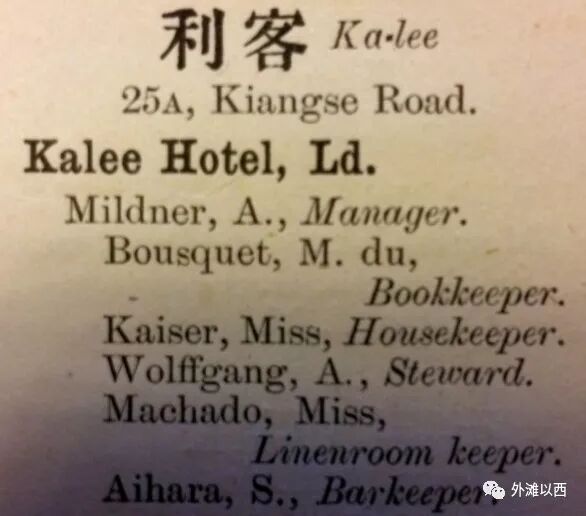 利客 Ka-lee
25A, Kiangse Road.
Kalee Hotel, Ld.
Mildner, A., Manager.
Bousquet, M. du,
Bookkeeper.
Kaiser, Miss, Housekeeper.
Wolffgang, A., Steward.
Machado, Miss,
Linenroom keeper.
Aihara, S., Barkeeper.
外滩以西